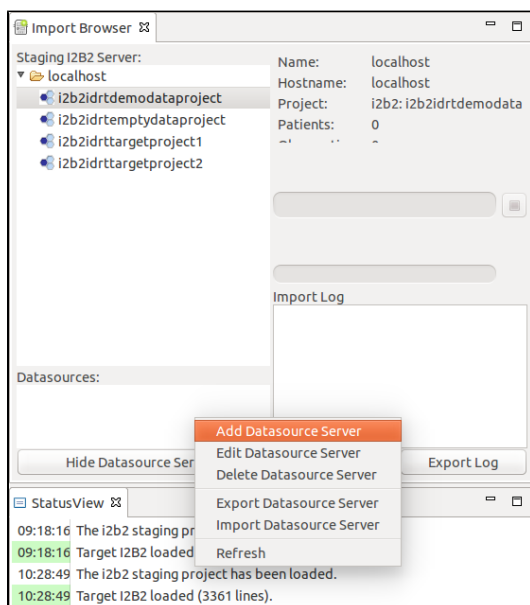 Import Browser
Staging I2B2 Server:
localhost
i2b2idrtdemodataproject
i2b2idrtemptydataproject
i2b2idrttargetproject1
i2b2idrttargetproject2
Name: localhost
Hostname: localhost
Project: i2b2: i2b2idrtdemodata
Patients: 0
Import Log
Datasources:
Add Datasource Server
Edit Datasource Server
Delete Datasource Server
Export Datasource Server
Import Datasource Server
Refresh
Hide Datasource Ser
Export Log
StatusView
09:18:16 The i2b2 staging pr
09:18:16 Target I2B2 loaded
10:28:49 The i2b2 staging project has been loaded.
10:28:49 Target I2B2 loaded (3361 lines).